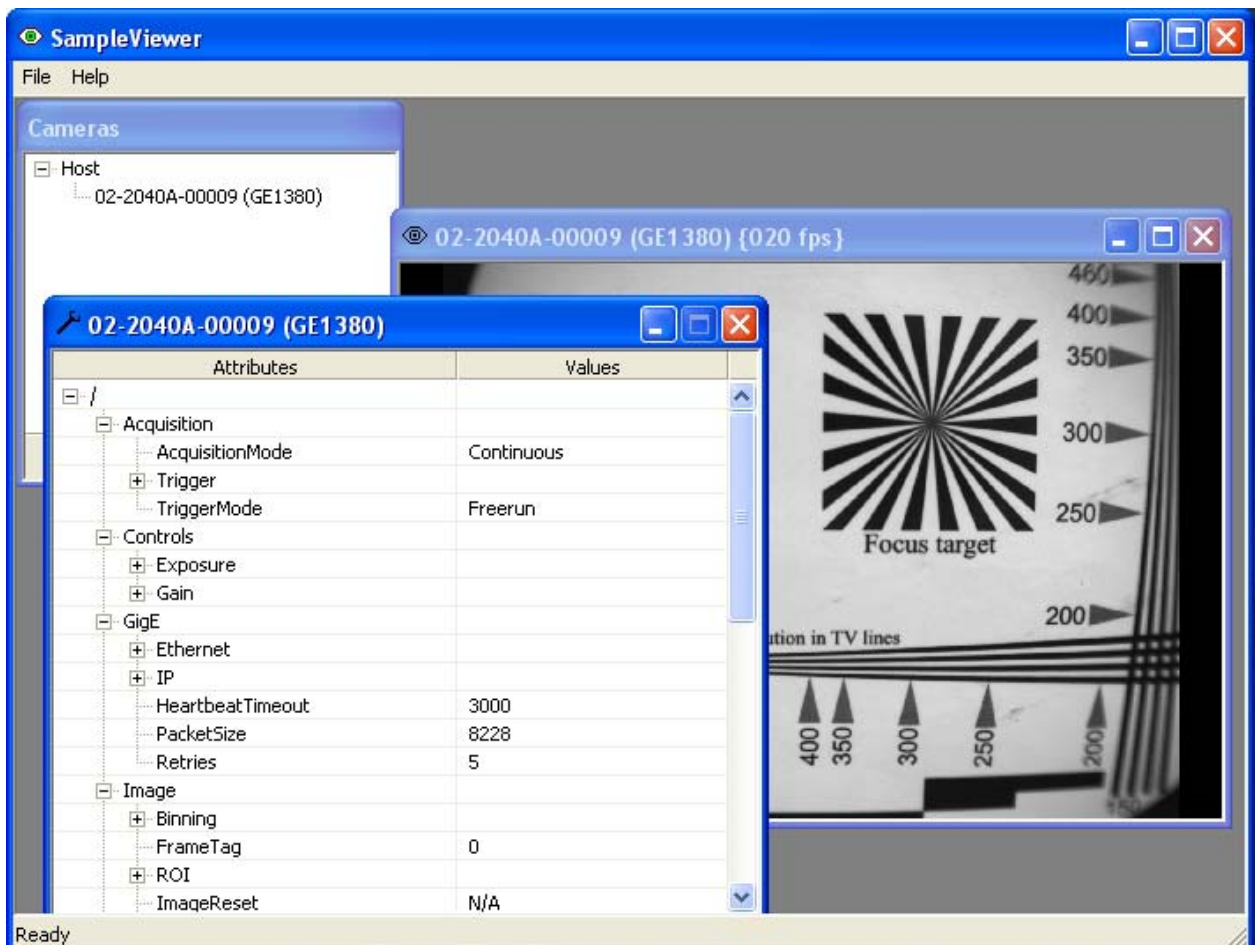 SampleViewer
File Help
Cameras
Host
02-2040A-00009 (GE1380)
02-2040A-00009 (GE1380) {020 fps}
02-2040A-00009 (GE1380)
Attributes Values
/
Acquisition
AcquisitionMode Continuous
Trigger
TriggerMode Freerun
Controls
Exposure
Gain
GigE
Ethernet
IP
HeartbeatTimeout 3000
PacketSize 8228
Retries 5
Image
Binning
FrameTag 0
ROI
ImageReset N/A
460
400
350
300
250
Focus target
200
ution in TV lines
400 350 300 250 200
150
Ready